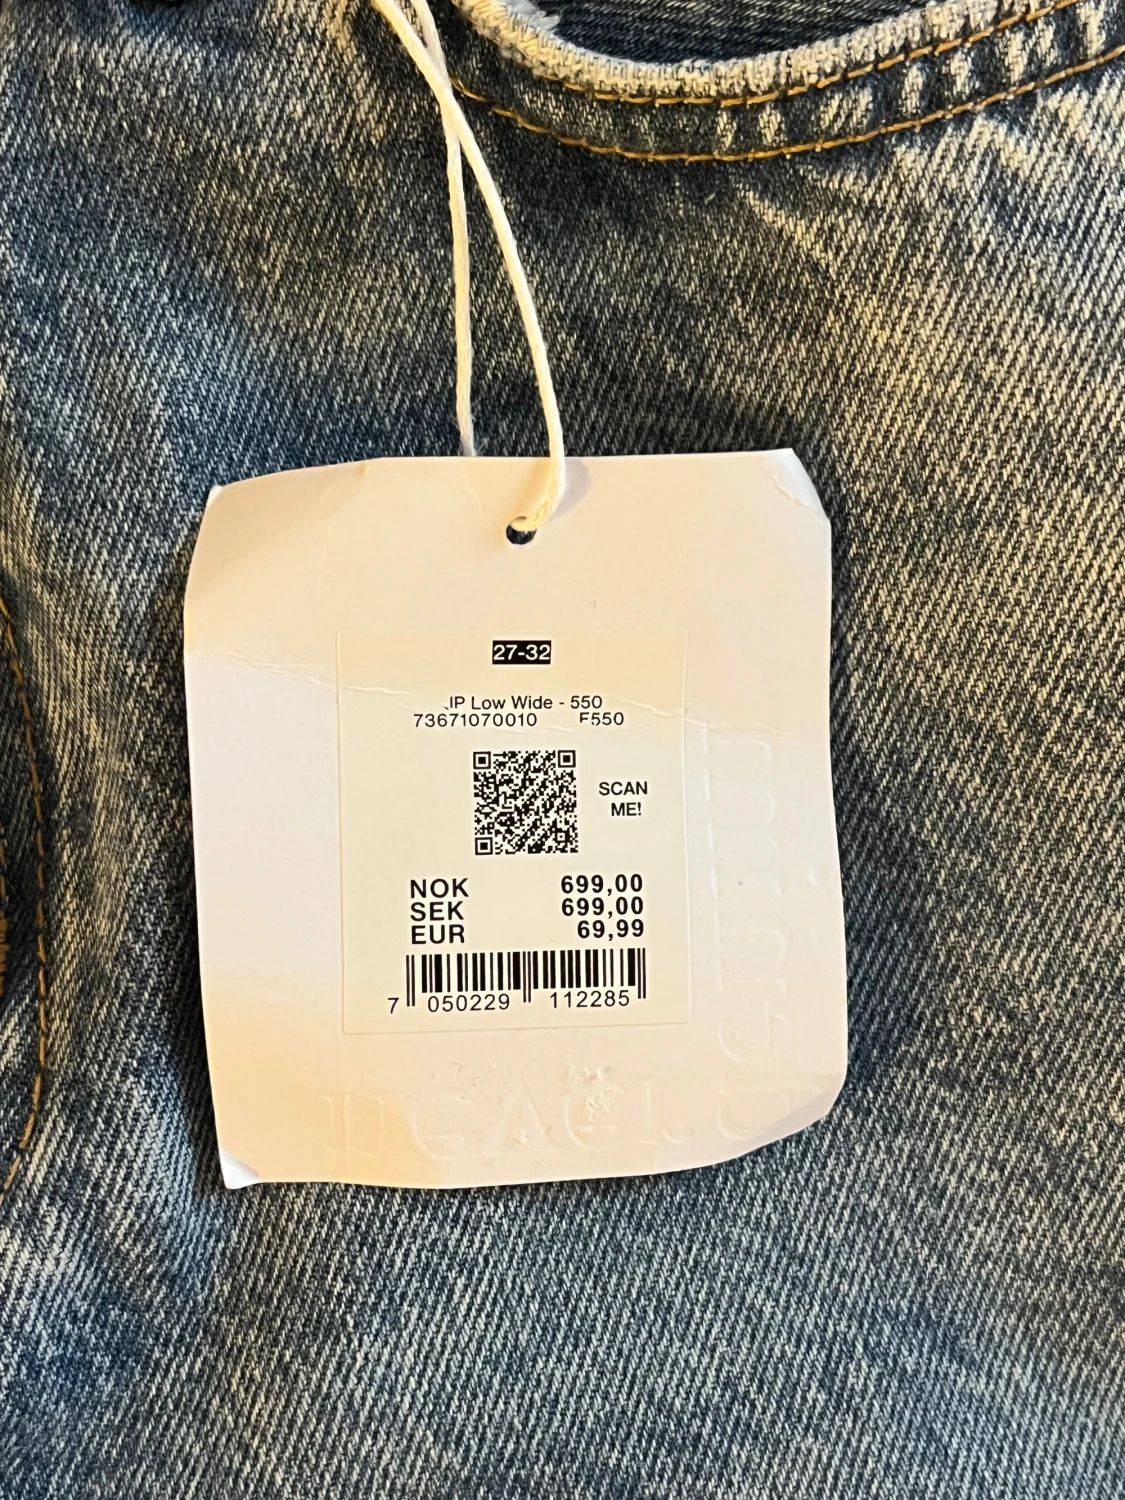 27-32
JP Low Wide - 550
73671070010 F550
SCAN
ME!
NOK 699,00
SEK 699,00
EUR 69,99
7 050229 112285